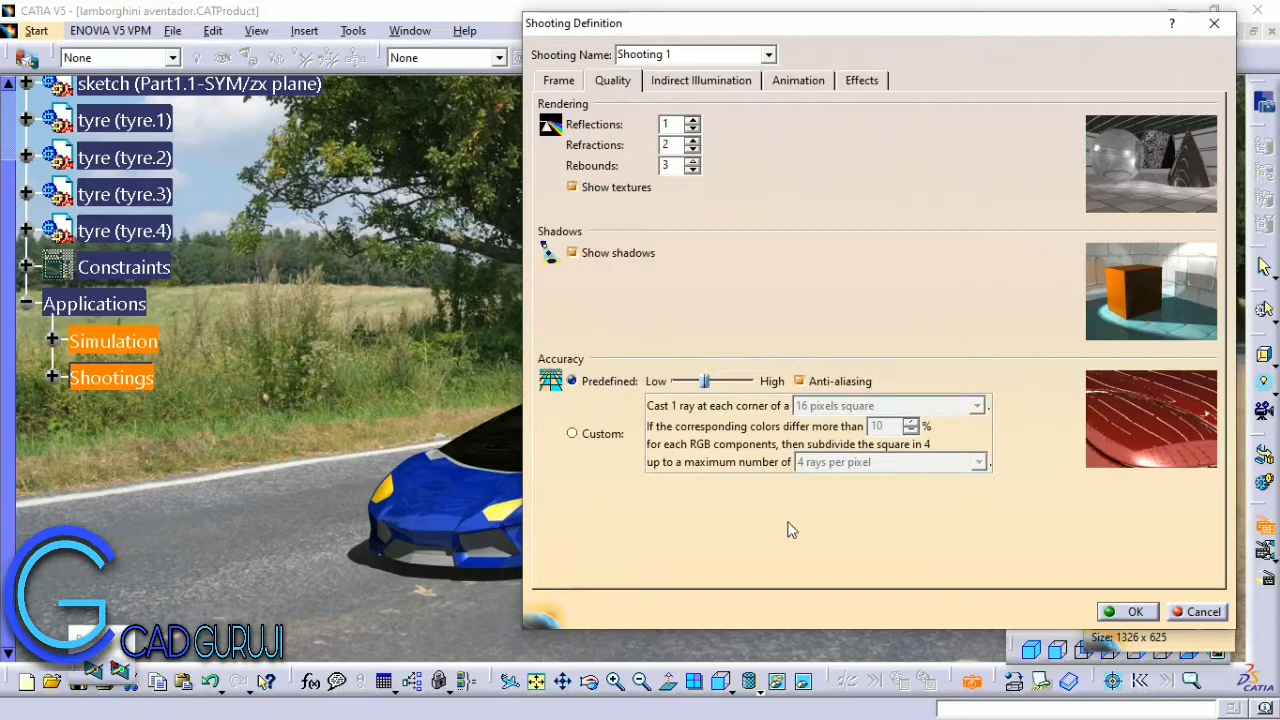 CATIA V5 - [lamborghini aventador.CATProduct]
Start ENOVIA V5 VPM File Edit View Insert Tools Window Help
None None
sketch (Part1.1-SYM/zx plane)
tyre (tyre.1)
tyre (tyre.2)
tyre (tyre.3)
tyre (tyre.4)
Constraints
Applications
Simulation
Shootings
Shooting Definition
Shooting Name: Shooting 1
Frame Quality Indirect Illumination Animation Effects
Rendering
Reflections: 1
Refractions: 2
Rebounds: 3
Show textures
Shadows
Show shadows
Accuracy
Predefined: Low High Anti-aliasing
Cast 1 ray at each corner of a 16 pixels square .
If the corresponding colors differ more than 10 %
Custom:
for each RGB components, then subdivide the square in 4
up to a maximum number of 4 rays per pixel .
OK Cancel
Size: 1326 x 625
G
CAD GURUJI
f(x)
CATIA